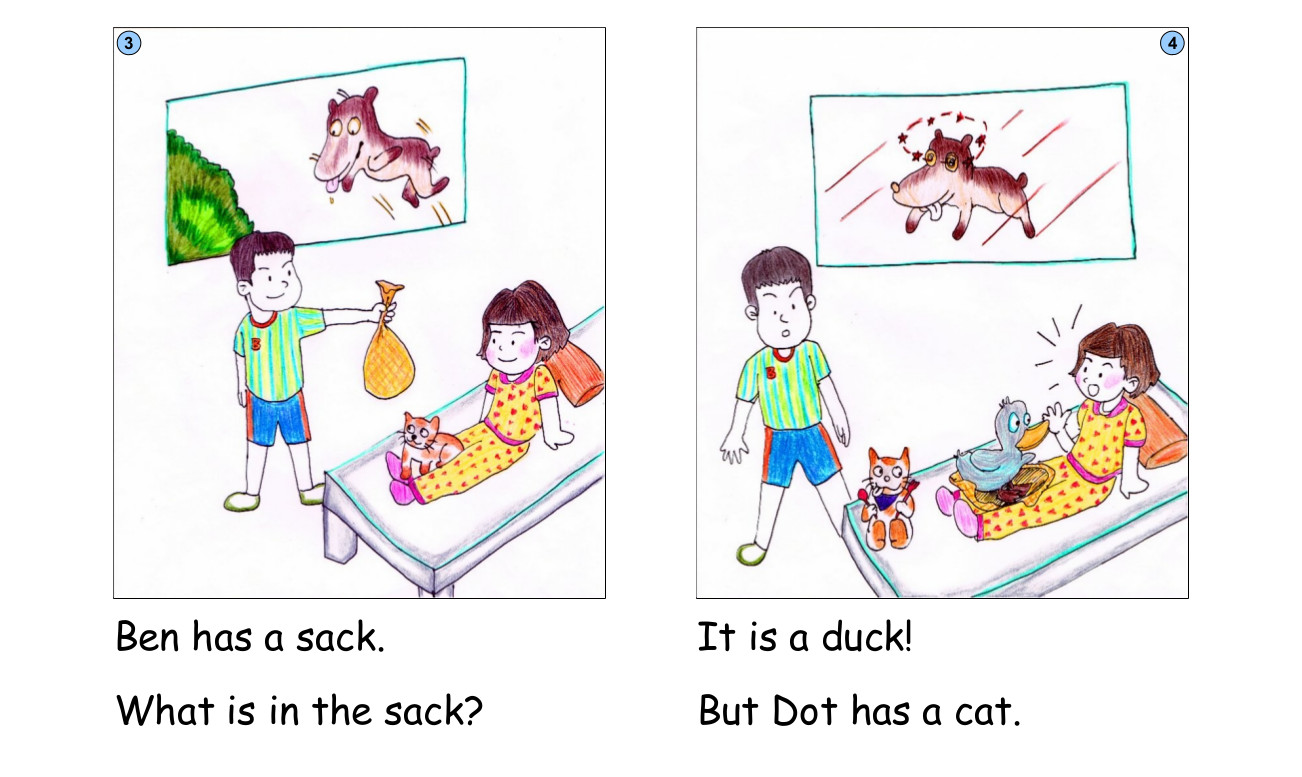 3
Ben has a sack.
What is in the sack?
4
It is a duck!
But Dot has a cat.
B
B